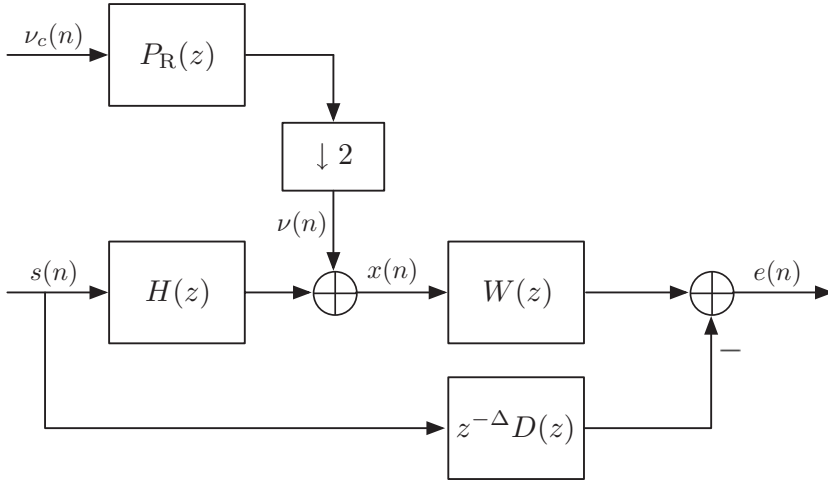 ν_c(n)
P_R(z)
↓ 2
ν(n)
s(n)
H(z)
x(n)
W(z)
e(n)
−
z^{−Δ}D(z)